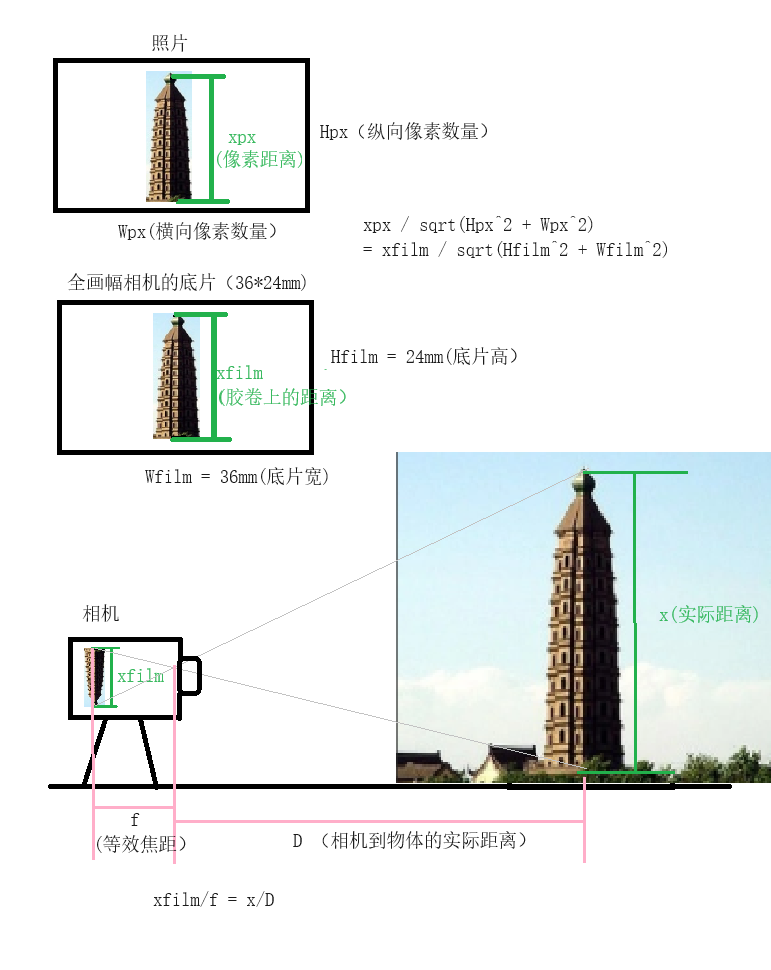 照片
xpx
(像素距离)
Hpx（纵向像素数量）
Wpx(横向像素数量）
xpx / sqrt(Hpx^2 + Wpx^2)
= xfilm / sqrt(Hfilm^2 + Wfilm^2)
全画幅相机的底片（36*24mm)
xfilm
(胶卷上的距离）
Hfilm = 24mm(底片高）
Wfilm = 36mm(底片宽)
相机
xfilm
x(实际距离)
f
(等效焦距）
D （相机到物体的实际距离）
xfilm/f = x/D